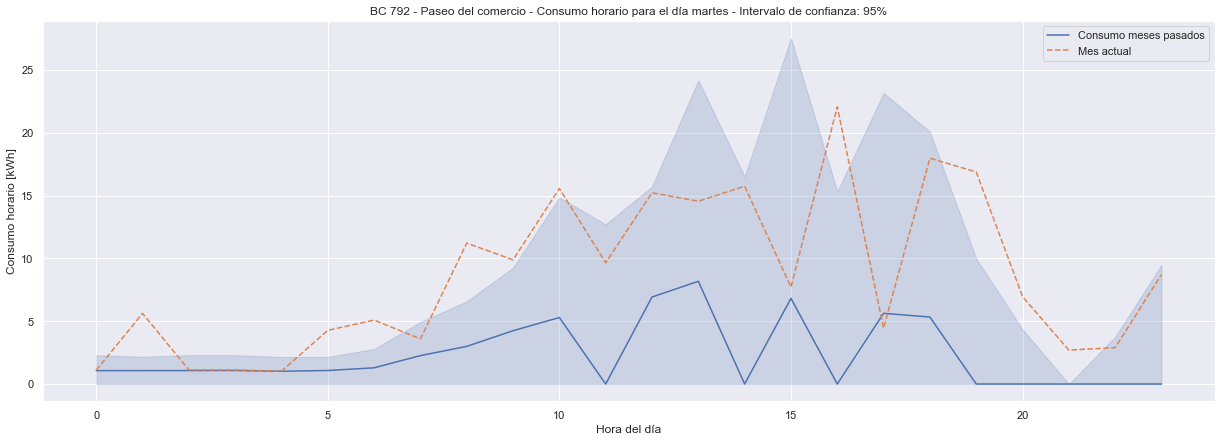 BC 792 - Paseo del comercio - Consumo horario para el día martes - Intervalo de confianza: 95%
Consumo meses pasados
Mes actual
Consumo horario [kWh]
25
20
15
10
5
0
0
5
10
15
20
Hora del día